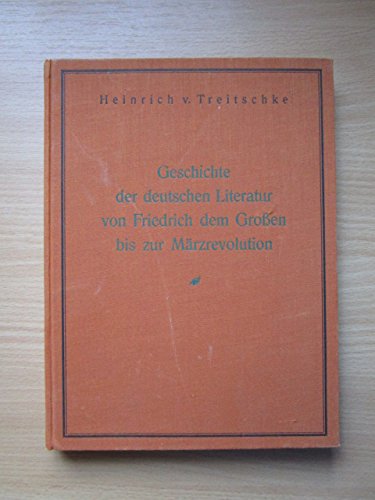 Heinrich v. Treitschke
Geschichte
der deutschen Literatur
von Friedrich dem Großen
bis zur Märzrevolution